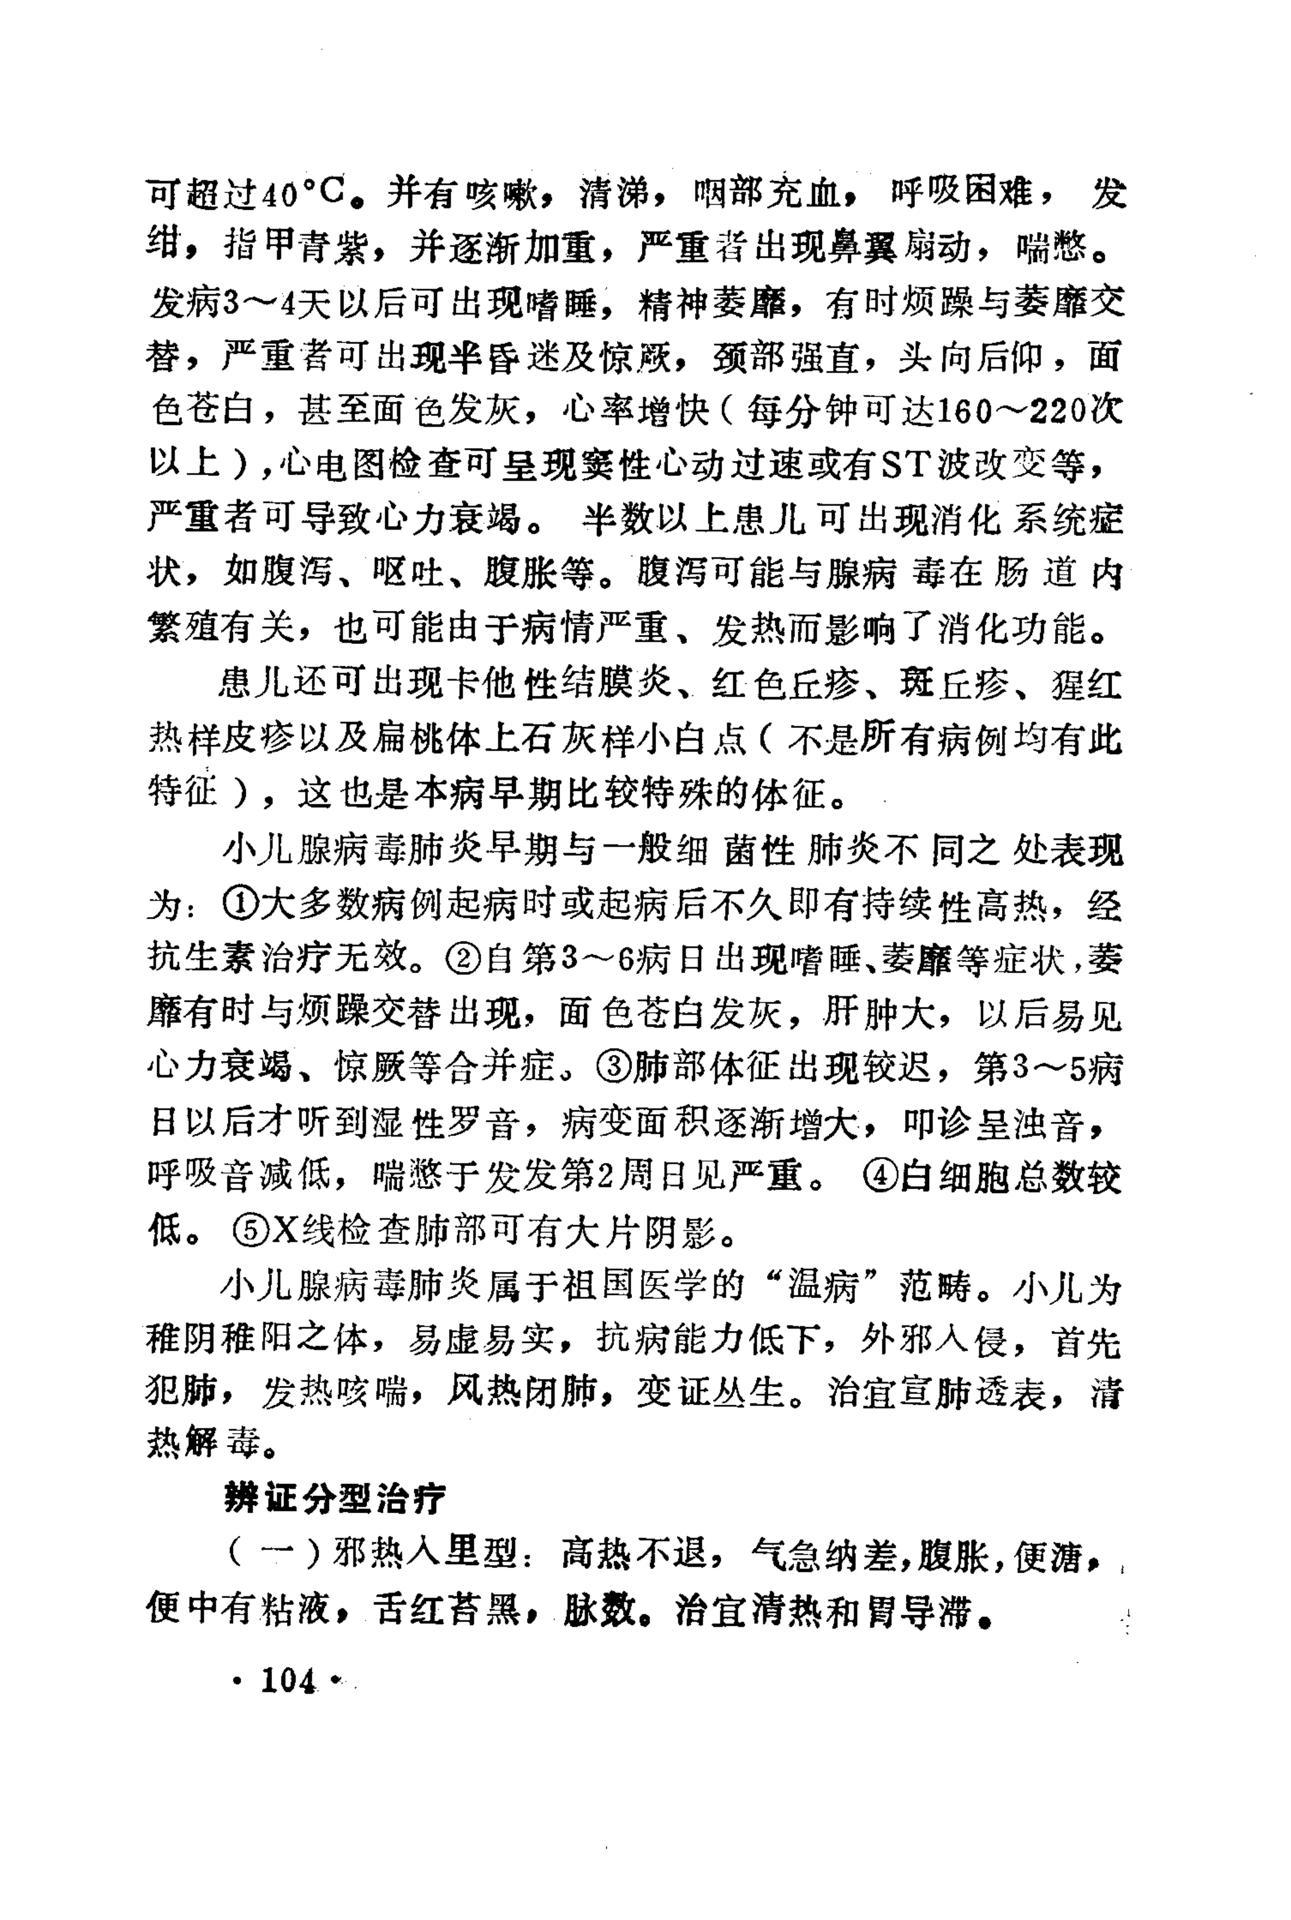 可超过40°C。并有咳嗽，清涕，咽部充血，呼吸困难，发
绀，指甲青紫，并逐渐加重，严重者出现鼻翼扇动，喘憋。
发病3～4天以后可出现嗜睡，精神萎靡，有时烦躁与萎靡交
替，严重者可出现半昏迷及惊厥，颈部强直，头向后仰，面
色苍白，甚至面色发灰，心率增快（每分钟可达160～220次
以上），心电图检查可呈现窦性心动过速或有ST波改变等，
严重者可导致心力衰竭。半数以上患儿可出现消化系统症
状，如腹泻、呕吐、腹胀等。腹泻可能与腺病毒在肠道内
繁殖有关，也可能由于病情严重、发热而影响了消化功能。
患儿还可出现卡他性结膜炎、红色丘疹、斑丘疹、猩红
热样皮疹以及扁桃体上石灰样小白点（不是所有病例均有此
特征），这也是本病早期比较特殊的体征。
小儿腺病毒肺炎早期与一般细菌性肺炎不同之处表现
为：①大多数病例起病时或起病后不久即有持续性高热，经
抗生素治疗无效。②自第3～6病日出现嗜睡、萎靡等症状，萎
靡有时与烦躁交替出现，面色苍白发灰，肝肿大，以后易见
心力衰竭、惊厥等合并症。③肺部体征出现较迟，第3～5病
日以后才听到湿性罗音，病变面积逐渐增大，叩诊呈浊音，
呼吸音减低，喘憋于发发第2周日见严重。④白细胞总数较
低。⑤X线检查肺部可有大片阴影。
小儿腺病毒肺炎属于祖国医学的“温病”范畴。小儿为
稚阴稚阳之体，易虚易实，抗病能力低下，外邪入侵，首先
犯肺，发热咳喘，风热闭肺，变证丛生。治宜宣肺透表，清
热解毒。
辨证分型治疗
（一）邪热入里型：高热不退，气急纳差，腹胀，便溏，
便中有粘液，舌红苔黑，脉数。治宜清热和胃导滞。
·104·